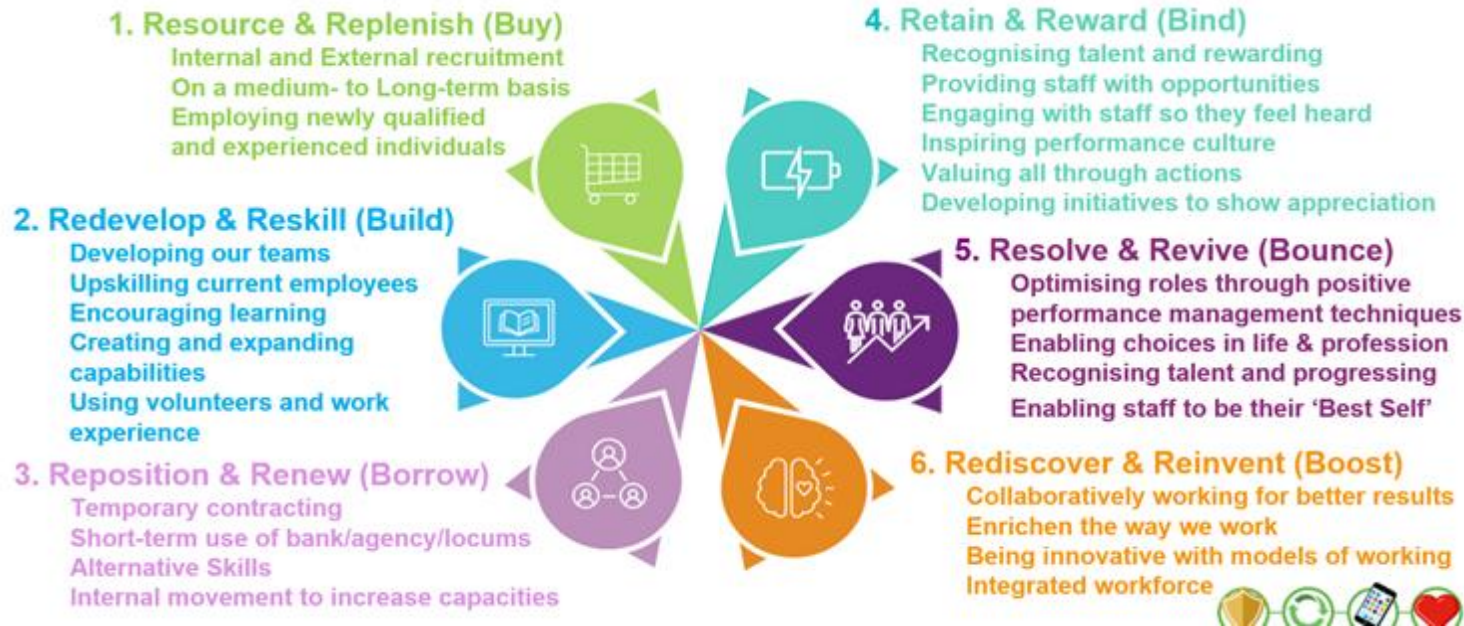 1. Resource & Replenish (Buy)
Internal and External recruitment
On a medium- to Long-term basis
Employing newly qualified
and experienced individuals
2. Redevelop & Reskill (Build)
Developing our teams
Upskilling current employees
Encouraging learning
Creating and expanding
capabilities
Using volunteers and work
experience
3. Reposition & Renew (Borrow)
Temporary contracting
Short-term use of bank/agency/locums
Alternative Skills
Internal movement to increase capacities
4. Retain & Reward (Bind)
Recognising talent and rewarding
Providing staff with opportunities
Engaging with staff so they feel heard
Inspiring performance culture
Valuing all through actions
Developing initiatives to show appreciation
5. Resolve & Revive (Bounce)
Optimising roles through positive
performance management techniques
Enabling choices in life & profession
Recognising talent and progressing
Enabling staff to be their ‘Best Self’
6. Rediscover & Reinvent (Boost)
Collaboratively working for better results
Enrichen the way we work
Being innovative with models of working
Integrated workforce